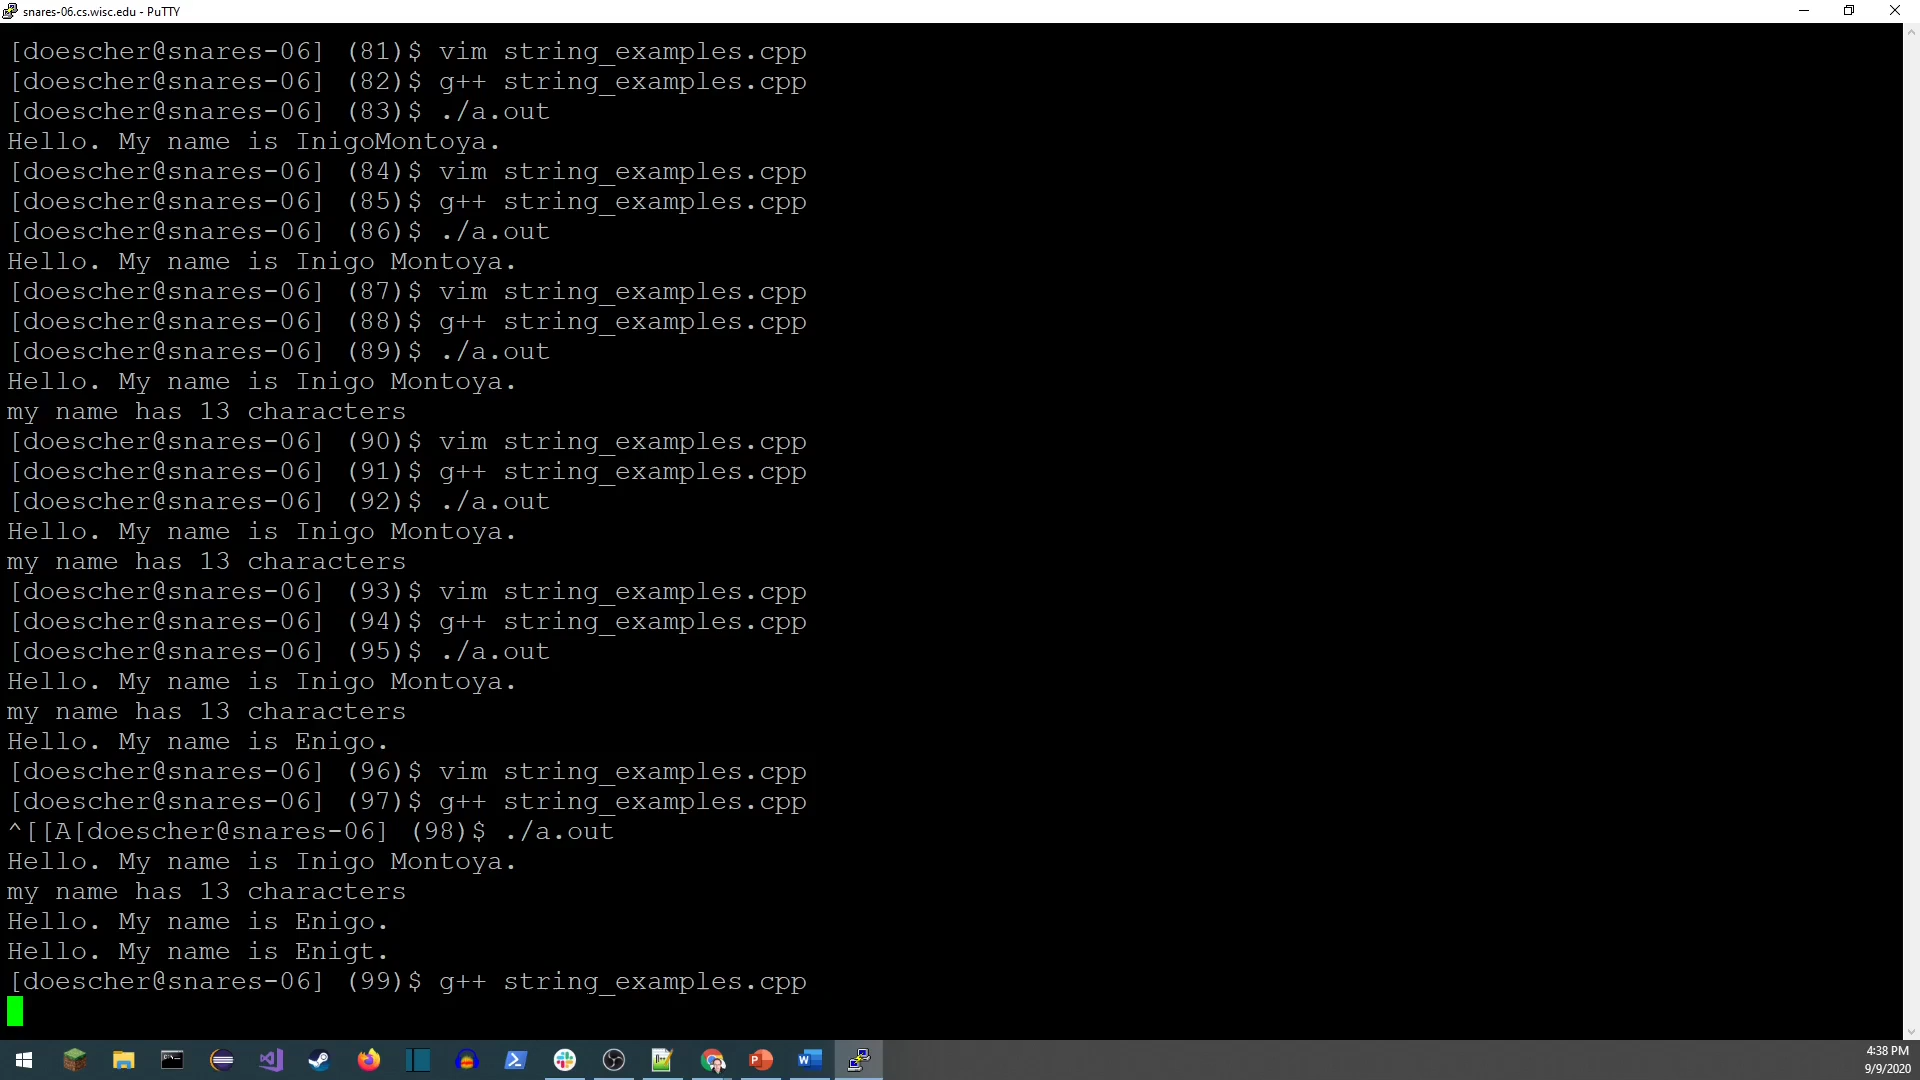 snares-06.cs.wisc.edu - PuTTY
[doescher@snares-06] (81)$ vim string_examples.cpp
[doescher@snares-06] (82)$ g++ string_examples.cpp
[doescher@snares-06] (83)$ ./a.out
Hello. My name is InigoMontoya.
[doescher@snares-06] (84)$ vim string_examples.cpp
[doescher@snares-06] (85)$ g++ string_examples.cpp
[doescher@snares-06] (86)$ ./a.out
Hello. My name is Inigo Montoya.
[doescher@snares-06] (87)$ vim string_examples.cpp
[doescher@snares-06] (88)$ g++ string_examples.cpp
[doescher@snares-06] (89)$ ./a.out
Hello. My name is Inigo Montoya.
my name has 13 characters
[doescher@snares-06] (90)$ vim string_examples.cpp
[doescher@snares-06] (91)$ g++ string_examples.cpp
[doescher@snares-06] (92)$ ./a.out
Hello. My name is Inigo Montoya.
my name has 13 characters
[doescher@snares-06] (93)$ vim string_examples.cpp
[doescher@snares-06] (94)$ g++ string_examples.cpp
[doescher@snares-06] (95)$ ./a.out
Hello. My name is Inigo Montoya.
my name has 13 characters
Hello. My name is Enigo.
[doescher@snares-06] (96)$ vim string_examples.cpp
[doescher@snares-06] (97)$ g++ string_examples.cpp
^[[A[doescher@snares-06] (98)$ ./a.out
Hello. My name is Inigo Montoya.
my name has 13 characters
Hello. My name is Enigo.
Hello. My name is Enigt.
[doescher@snares-06] (99)$ g++ string_examples.cpp
4:38 PM
9/9/2020